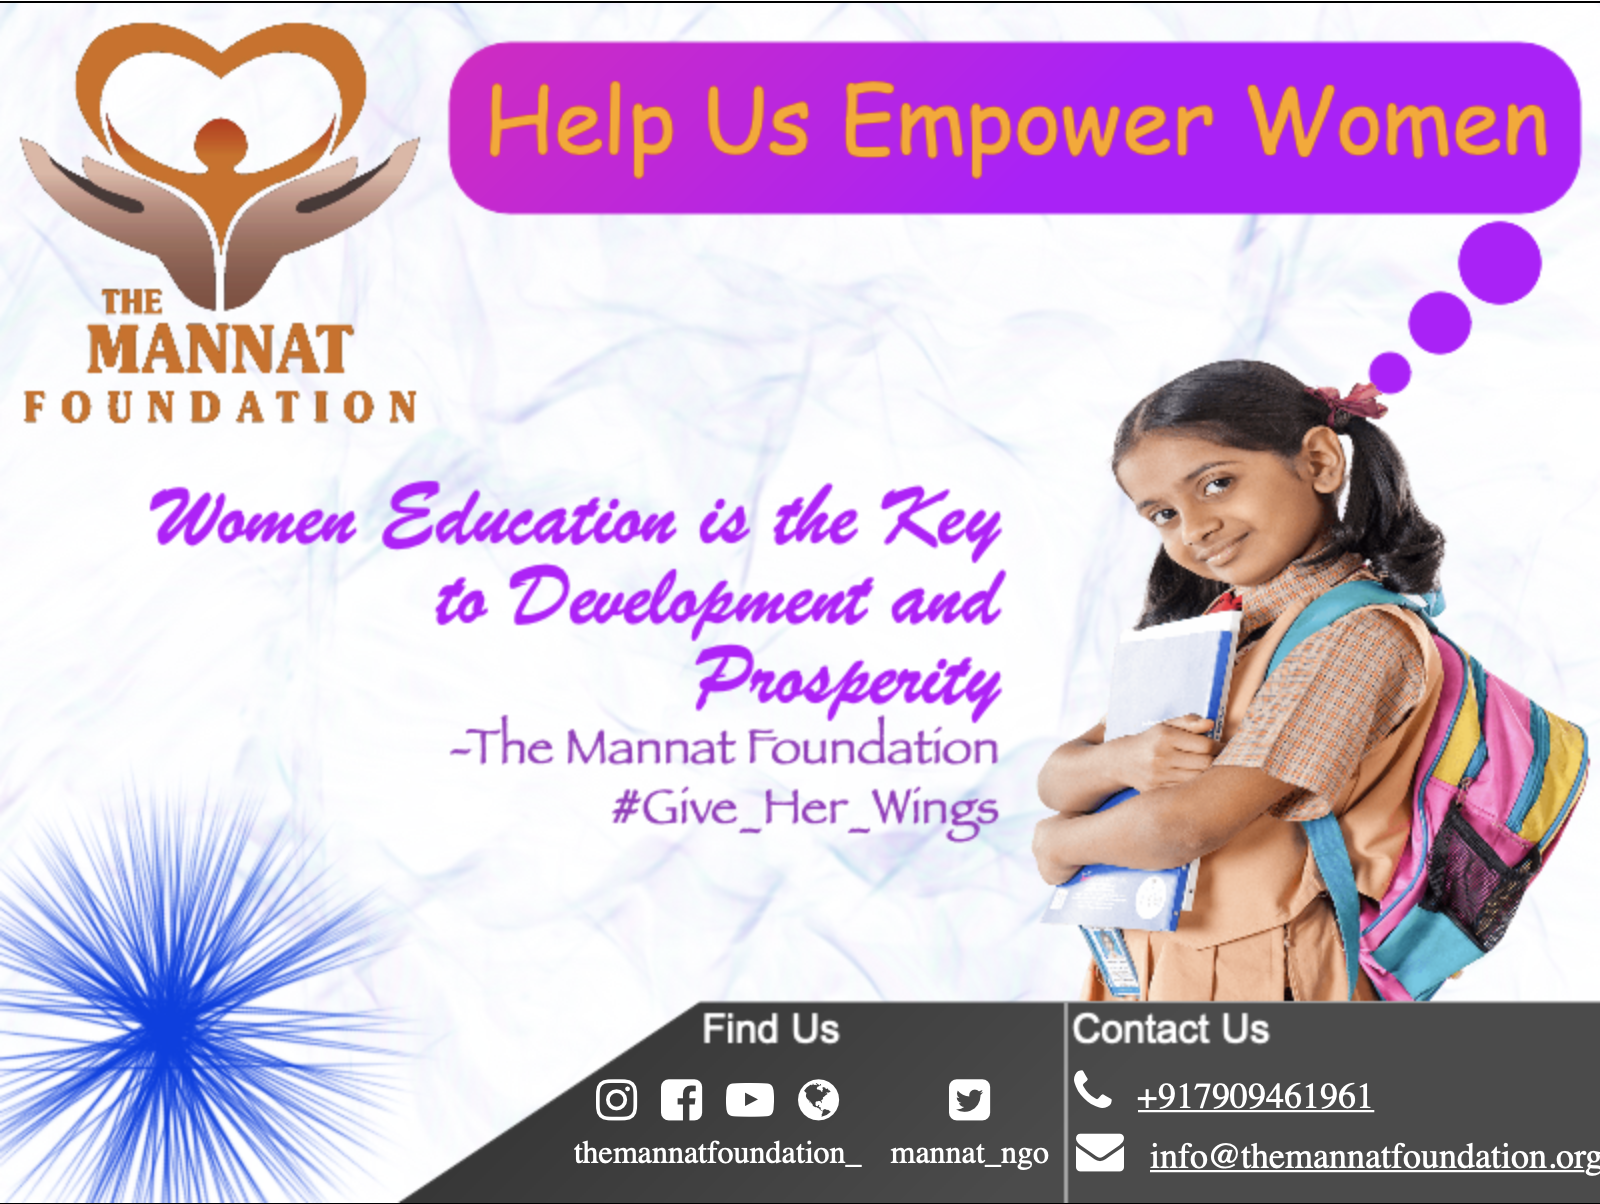 THE
MANNAT
FOUNDATION
Help Us Empower Women
Women Education is the Key
to Development and
Prosperity
-The Mannat Foundation
#Give_Her_Wings
Find Us
themannatfoundation_
mannat_ngo
Contact Us
+917909461961
info@themannatfoundation.org